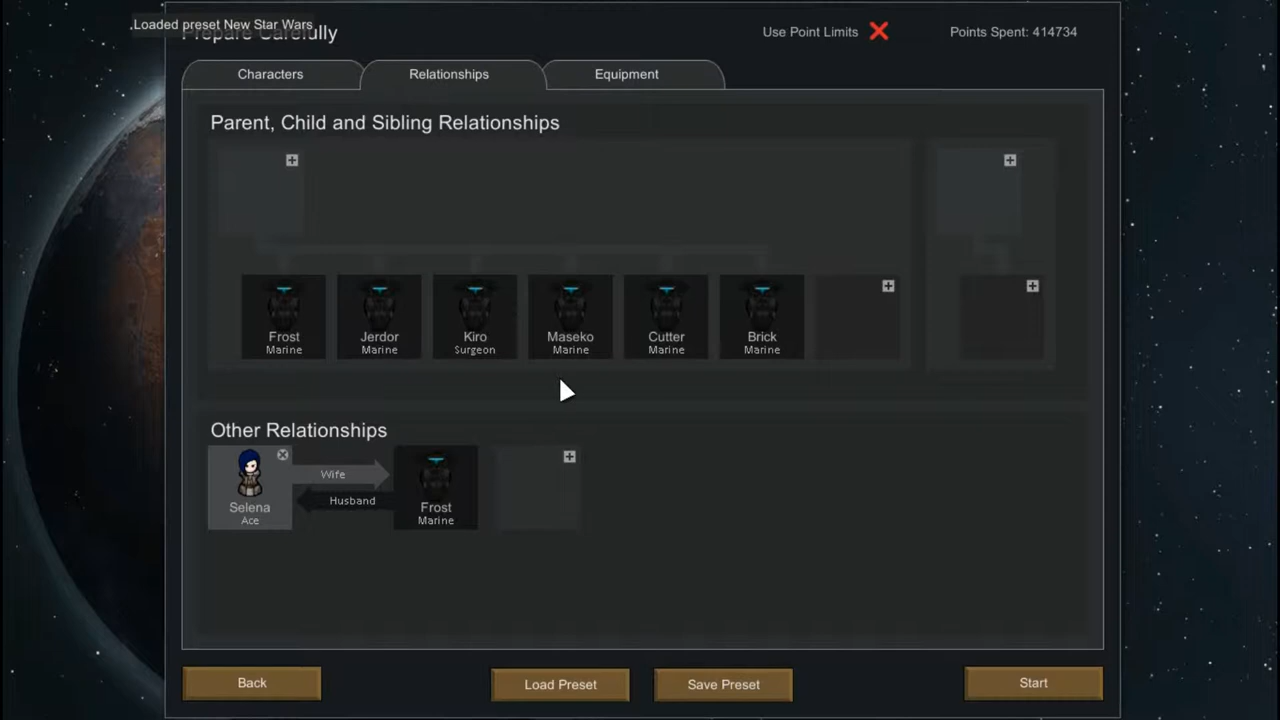 Loaded preset New Star Wars
Prepare Carefully
Use Point Limits
Points Spent: 414734
Characters
Relationships
Equipment
Parent, Child and Sibling Relationships
Frost
Marine
Jerdor
Marine
Kiro
Surgeon
Maseko
Marine
Cutter
Marine
Brick
Marine
Other Relationships
Selena
Ace
Wife
Husband
Frost
Marine
Back
Load Preset
Save Preset
Start